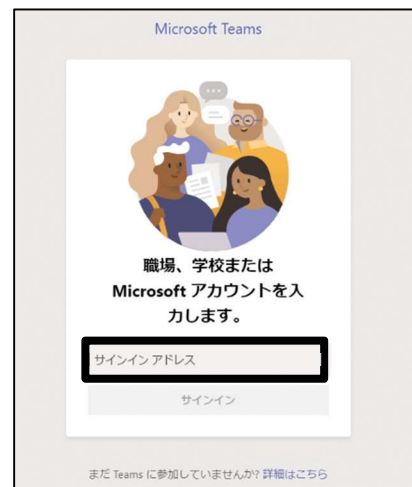 Microsoft Teams
職場、学校または
Microsoft アカウントを入
力します。
サインイン アドレス
サインイン
まだ Teams に参加していませんか? 詳細はこちら